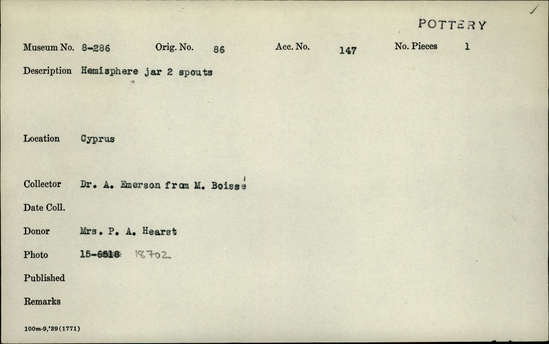 POTTERY
Museum No. 8-286 Orig. No. 86 Acc. No. 147 No. Pieces 1
Description Hemisphere jar 2 spouts
Location Cyprus
Collector Dr. A. Emerson from M. Boissé
Date Coll.
Donor Mrs. P. A. Hearst
Photo 15-6518 18702
Published
Remarks
100m-9,'29(1771)